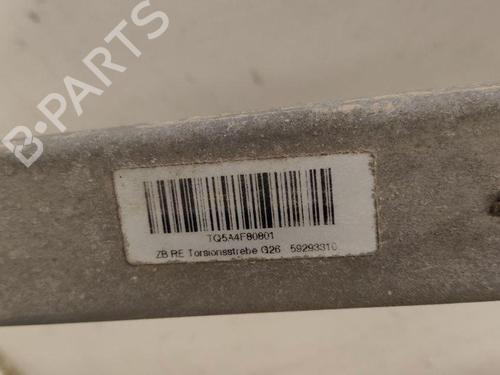 B-PARTS
TQ5A4F80801
ZB RE Torsionsstrebe G26 59293310